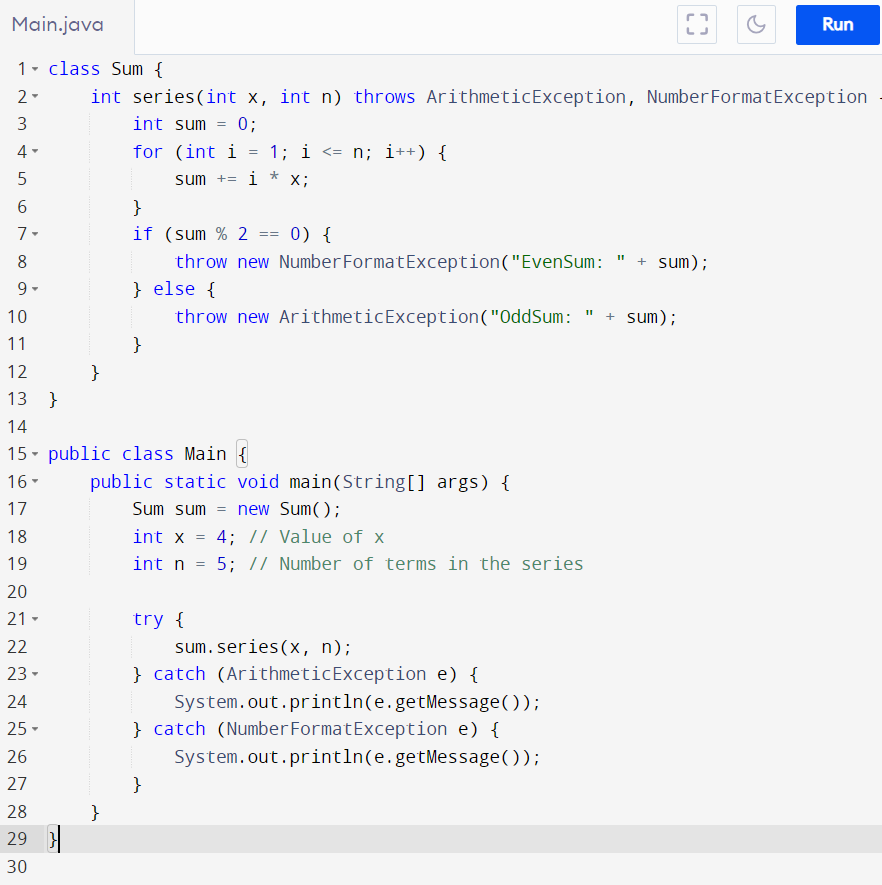 Main.java
Run
1 class Sum {
2     int series(int x, int n) throws ArithmeticException, NumberFormatException
3         int sum = 0;
4         for (int i = 1; i <= n; i++) {
5             sum += i * x;
6         }
7         if (sum % 2 == 0) {
8             throw new NumberFormatException("EvenSum: " + sum);
9         } else {
10             throw new ArithmeticException("OddSum: " + sum);
11         }
12     }
13 }
14
15 public class Main {
16     public static void main(String[] args) {
17         Sum sum = new Sum();
18         int x = 4; // Value of x
19         int n = 5; // Number of terms in the series
20
21         try {
22             sum.series(x, n);
23         } catch (ArithmeticException e) {
24             System.out.println(e.getMessage());
25         } catch (NumberFormatException e) {
26             System.out.println(e.getMessage());
27         }
28     }
29 }
30